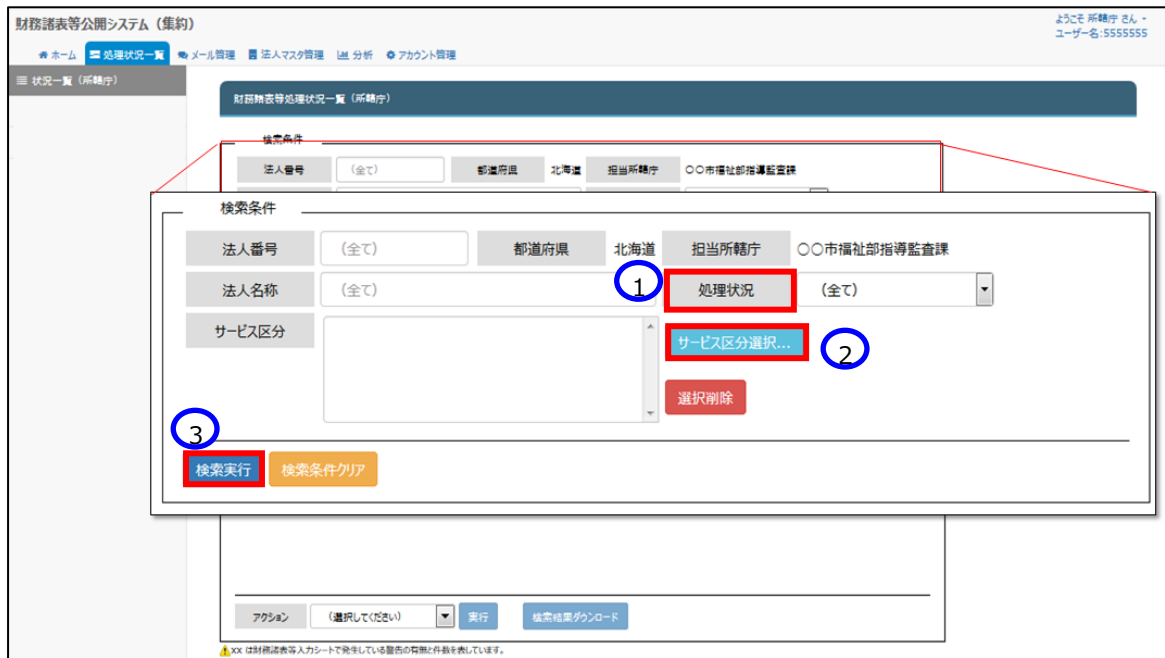 財務諸表等公開システム（集約）
ようこそ 所轄庁 さん
ユーザー名:5555555
ホーム 処理状況一覧 メール管理 法人マスタ管理 分析 アカウント管理
状況一覧（所轄庁）
財務諸表等処理状況一覧（所轄庁）
検索条件
法人番号 （全て） 都道府県 北海道 担当所轄庁 〇〇市福祉部指導監査課
検索条件
法人番号 （全て） 都道府県 北海道 担当所轄庁 〇〇市福祉部指導監査課
法人名称 （全て） 1 処理状況 （全て）
サービス区分 サービス区分選択... 2
選択削除
3
検索実行 検索条件クリア
アクション （選択してください） 実行 検索結果ダウンロード
xx は財務諸表等入力シートで発生している警告の有無と件数を表しています。